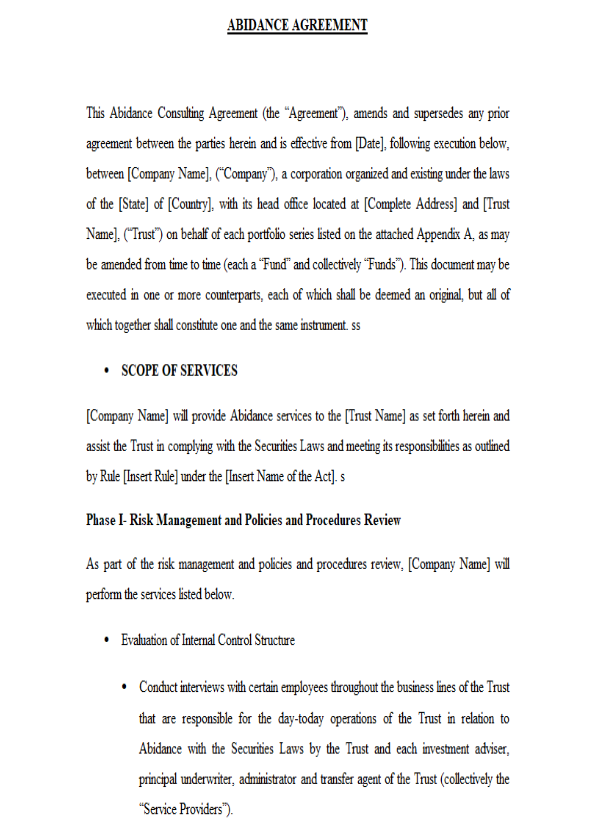 ABIDANCE AGREEMENT
This Abidance Consulting Agreement (the “Agreement”), amends and supersedes any prior
agreement between the parties herein and is effective from [Date], following execution below,
between [Company Name], (“Company”), a corporation organized and existing under the laws
of the [State] of [Country], with its head office located at [Complete Address] and [Trust
Name], (“Trust”) on behalf of each portfolio series listed on the attached Appendix A, as may
be amended from time to time (each a “Fund” and collectively “Funds”). This document may be
executed in one or more counterparts, each of which shall be deemed an original, but all of
which together shall constitute one and the same instrument. ss
• SCOPE OF SERVICES
[Company Name] will provide Abidance services to the [Trust Name] as set forth herein and
assist the Trust in complying with the Securities Laws and meeting its responsibilities as outlined
by Rule [Insert Rule] under the [Insert Name of the Act]. s
Phase I- Risk Management and Policies and Procedures Review
As part of the risk management and policies and procedures review, [Company Name] will
perform the services listed below.
• Evaluation of Internal Control Structure
• Conduct interviews with certain employees throughout the business lines of the Trust
that are responsible for the day-today operations of the Trust in relation to
Abidance with the Securities Laws by the Trust and each investment adviser,
principal underwriter, administrator and transfer agent of the Trust (collectively the
“Service Providers”).